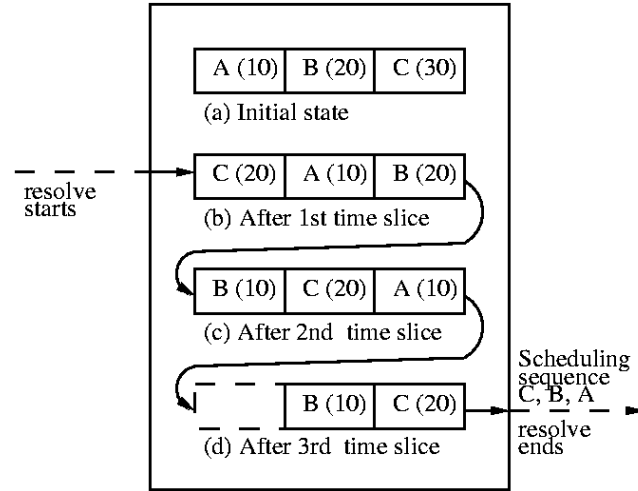 A (10) B (20) C (30)
(a) Initial state
resolve
starts
C (20) A (10) B (20)
(b) After 1st time slice
B (10) C (20) A (10)
(c) After 2nd time slice
B (10) C (20)
(d) After 3rd time slice
Scheduling
sequence
C, B, A
resolve
ends